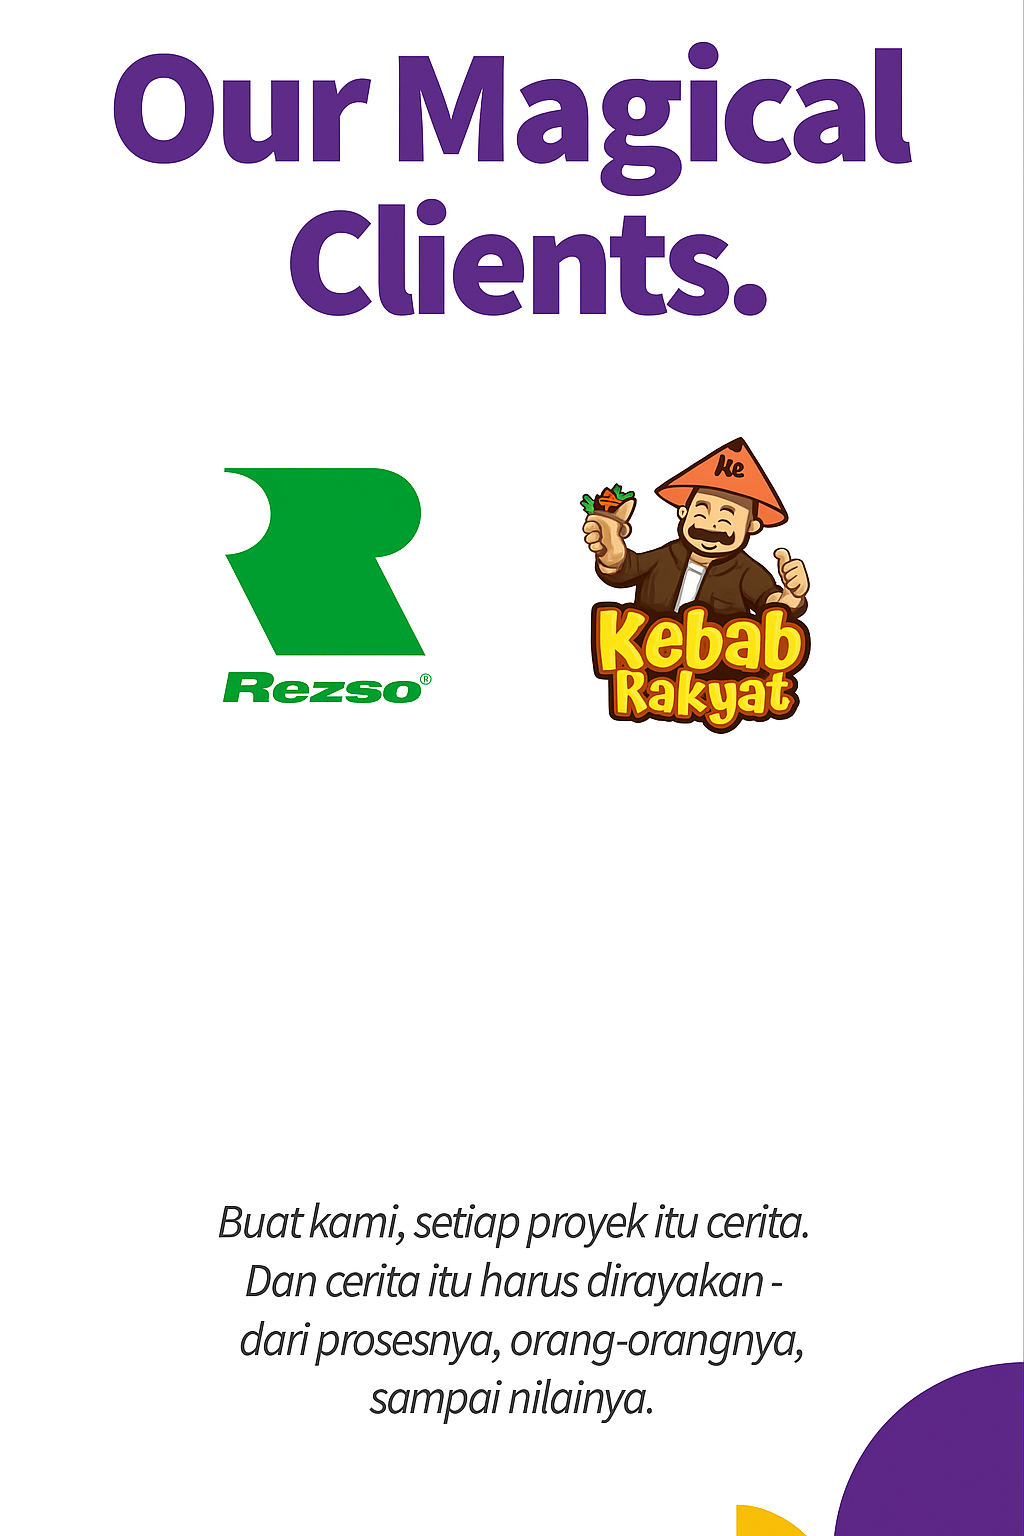 Our Magical
Clients.
Rezso®
ke
Kebab
Rakyat
Buat kami, setiap proyek itu cerita.
Dan cerita itu harus dirayakan -
dari prosesnya, orang-orangnya,
sampai nilainya.